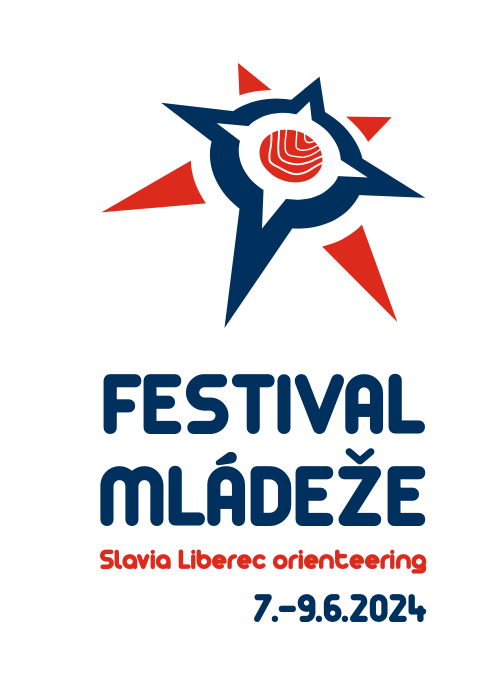 FESTIVAL
MLÁDEŽE
Slavia Liberec orienteering
7.–9.6.2024